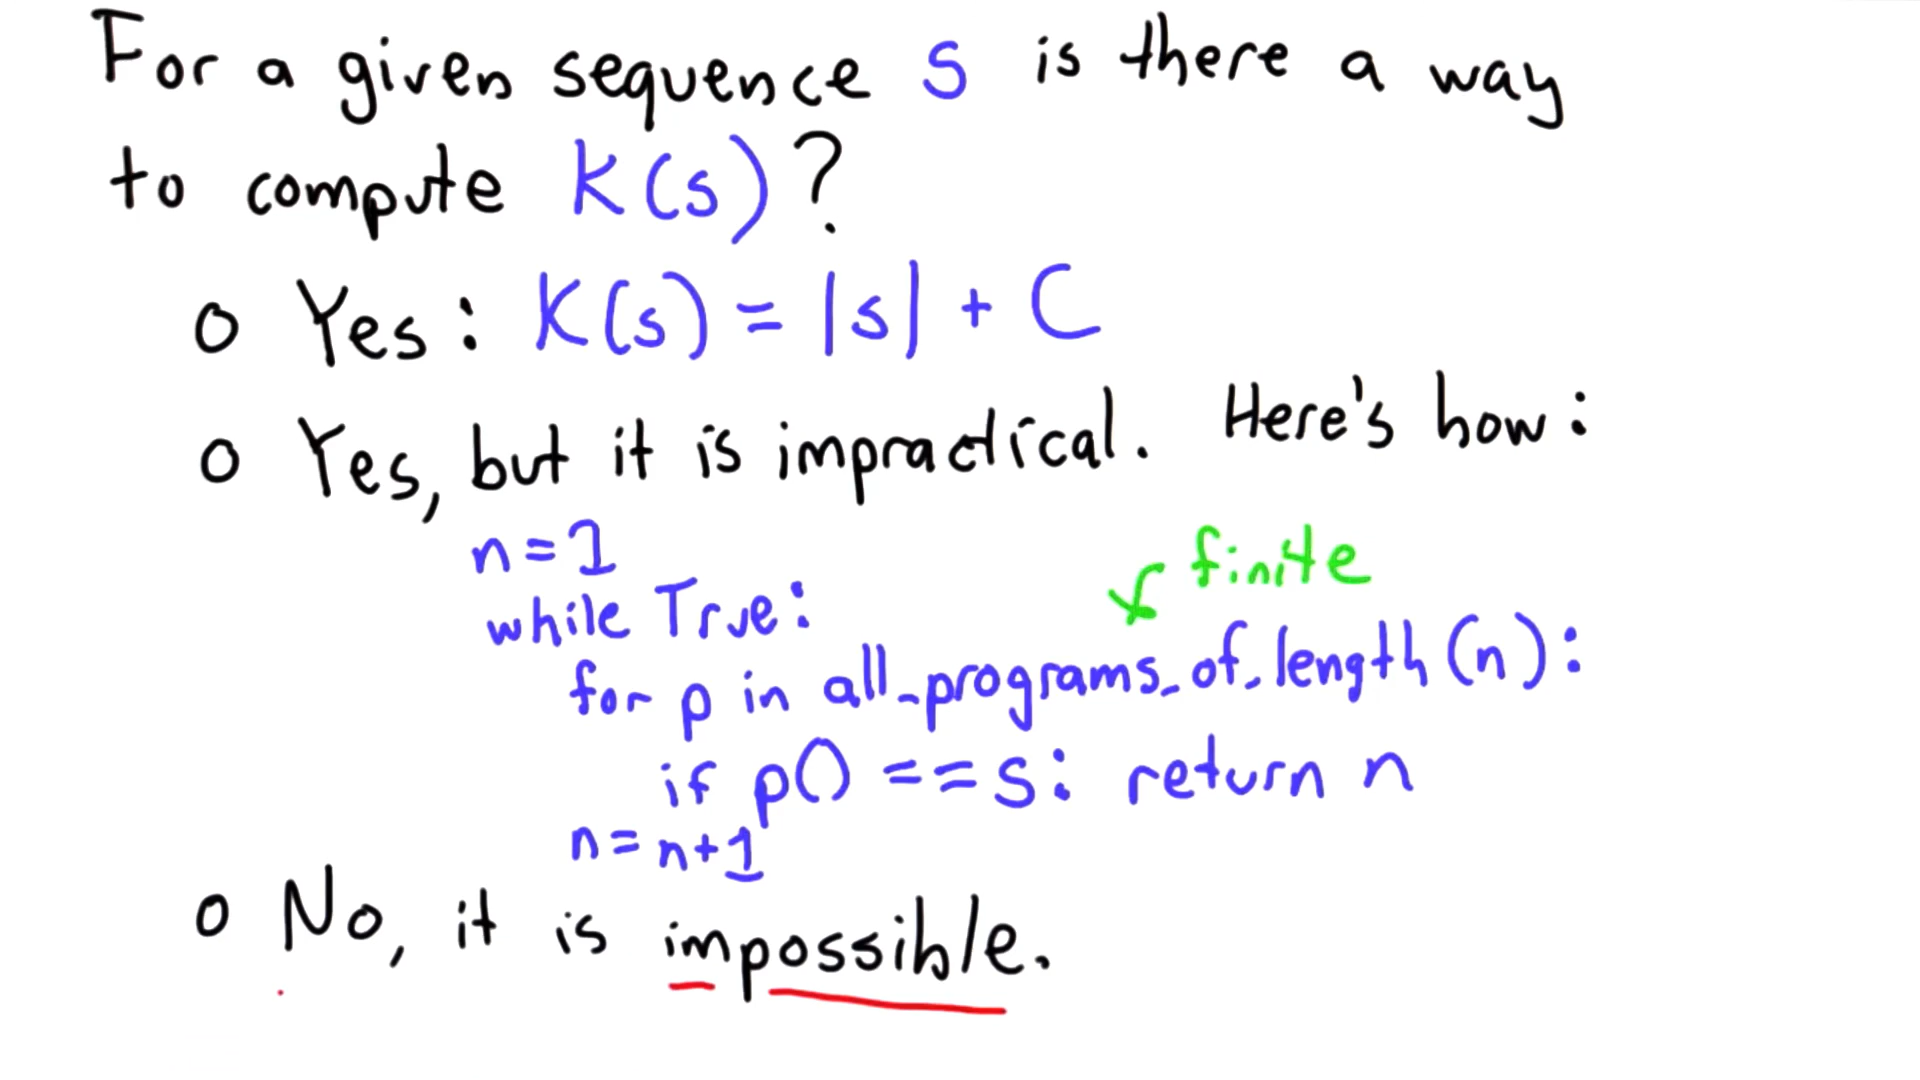 For a given sequence s is there a way
to compute K(s)?
o Yes: K(s) = |s| + C
o Yes, but it is impractical. Here's how:
n=1
finite
while True:
for p in all_programs_of_length(n):
if p() == s: return n
n = n+1
o No, it is impossible.